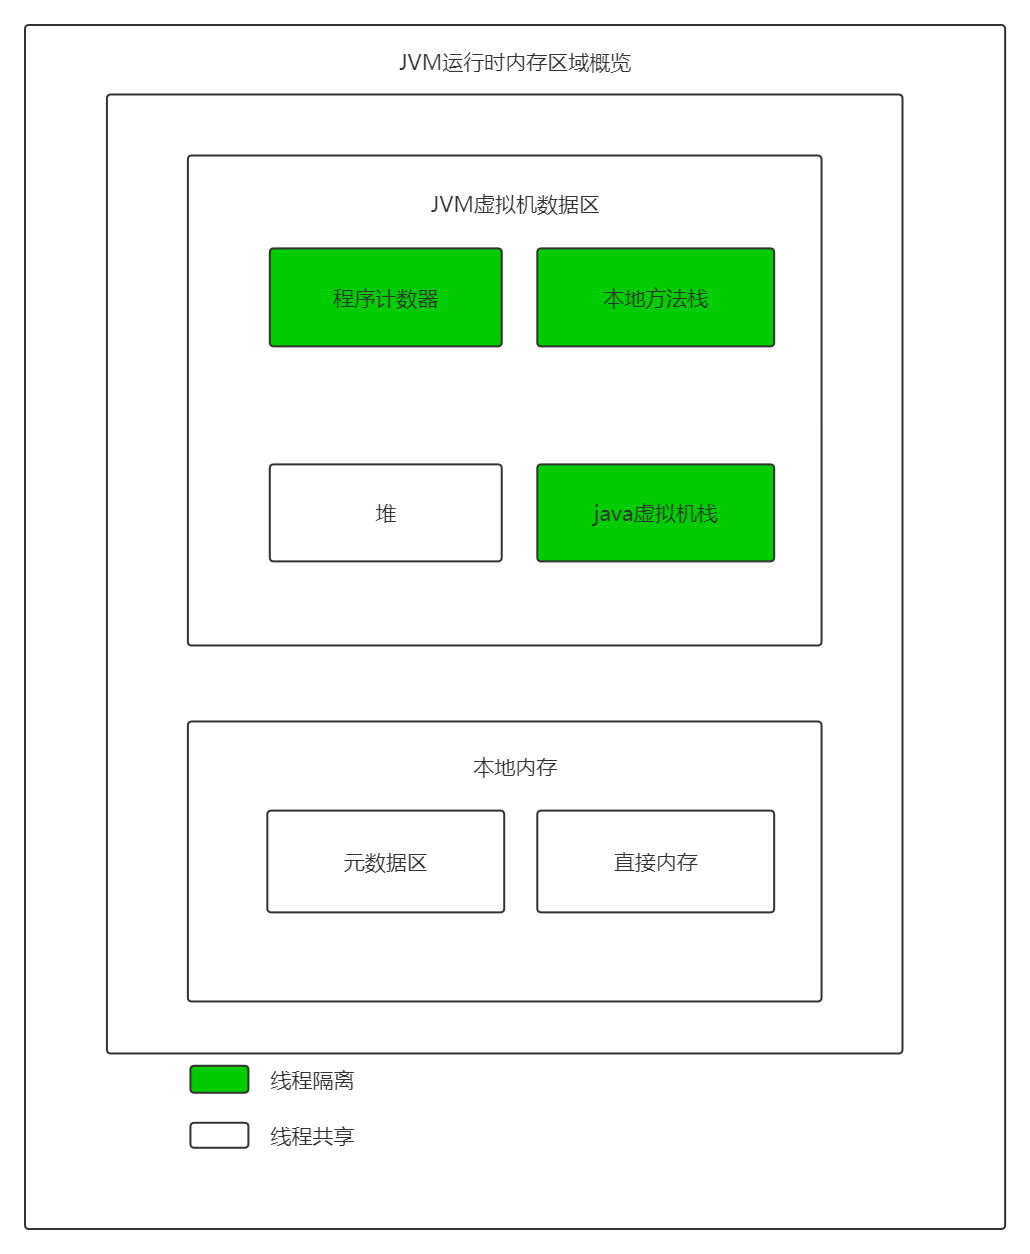 JVM运行时内存区域概览
JVM虚拟机数据区
程序计数器
本地方法栈
堆
java虚拟机栈
本地内存
元数据区
直接内存
线程隔离
线程共享